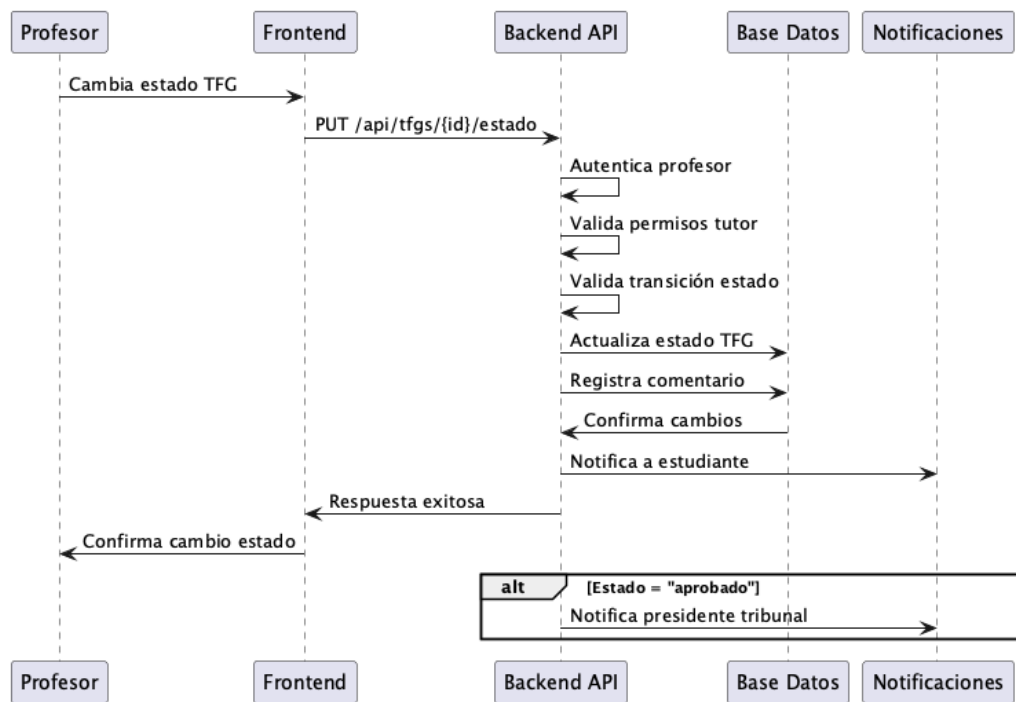 Profesor Frontend Backend API Base Datos Notificaciones
Cambia estado TFG
PUT /api/tfgs/{id}/estado
Autentica profesor
Valida permisos tutor
Valida transición estado
Actualiza estado TFG
Registra comentario
Confirma cambios
Notifica a estudiante
Respuesta exitosa
Confirma cambio estado
alt [Estado = "aprobado"]
Notifica presidente tribunal
Profesor Frontend Backend API Base Datos Notificaciones